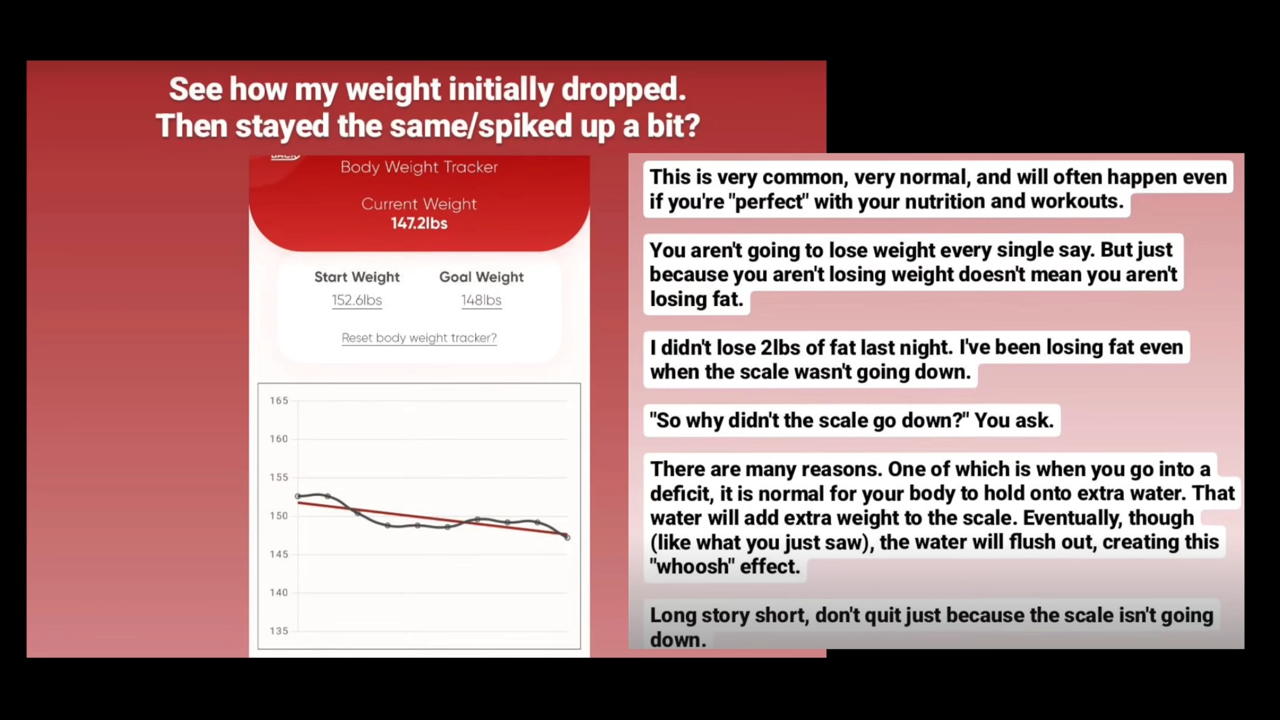 See how my weight initially dropped.
Then stayed the same/spiked up a bit?
BACK
Body Weight Tracker
Current Weight
147.2lbs
Start Weight
Goal Weight
152.6lbs
148lbs
Reset body weight tracker?
165
160
155
150
145
140
135
This is very common, very normal, and will often happen even
if you're "perfect" with your nutrition and workouts.
You aren't going to lose weight every single say. But just
because you aren't losing weight doesn't mean you aren't
losing fat.
I didn't lose 2lbs of fat last night. I've been losing fat even
when the scale wasn't going down.
"So why didn't the scale go down?" You ask.
There are many reasons. One of which is when you go into a
deficit, it is normal for your body to hold onto extra water. That
water will add extra weight to the scale. Eventually, though
(like what you just saw), the water will flush out, creating this
"whoosh" effect.
Long story short, don't quit just because the scale isn't going
down.